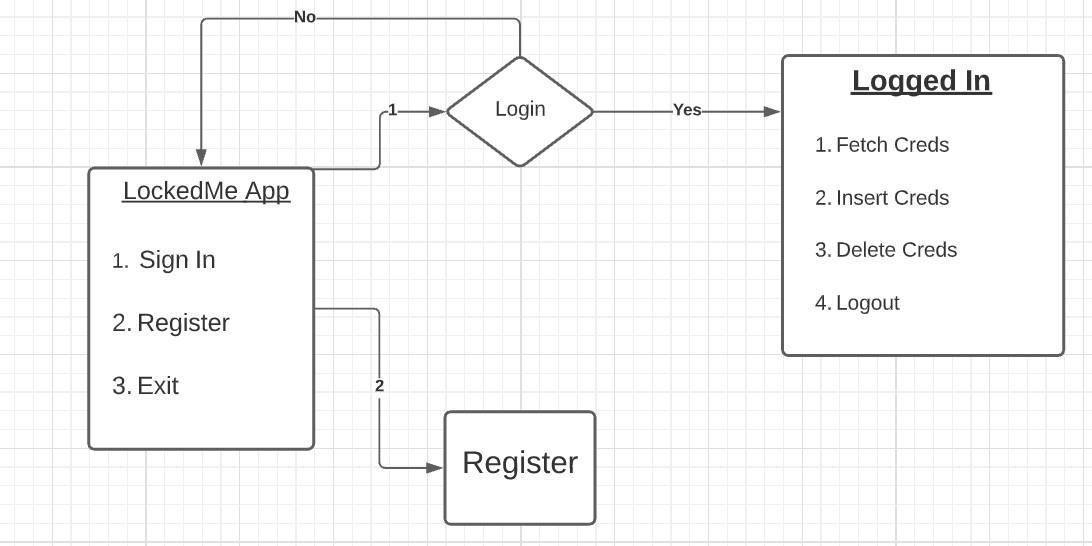 No
1
Login
Yes
Logged In
1. Fetch Creds
2. Insert Creds
3. Delete Creds
4. Logout
LockedMe App
1. Sign In
2. Register
3. Exit
2
Register